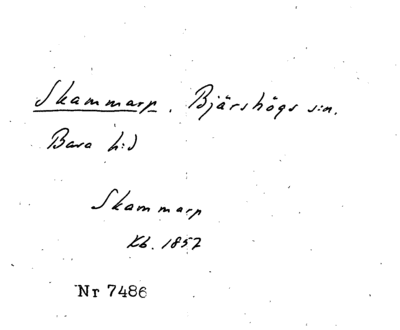 Skammarp. Bjärshögs s:n.
Bara h:d
Skammarp
Kb. 1857
Nr 7486